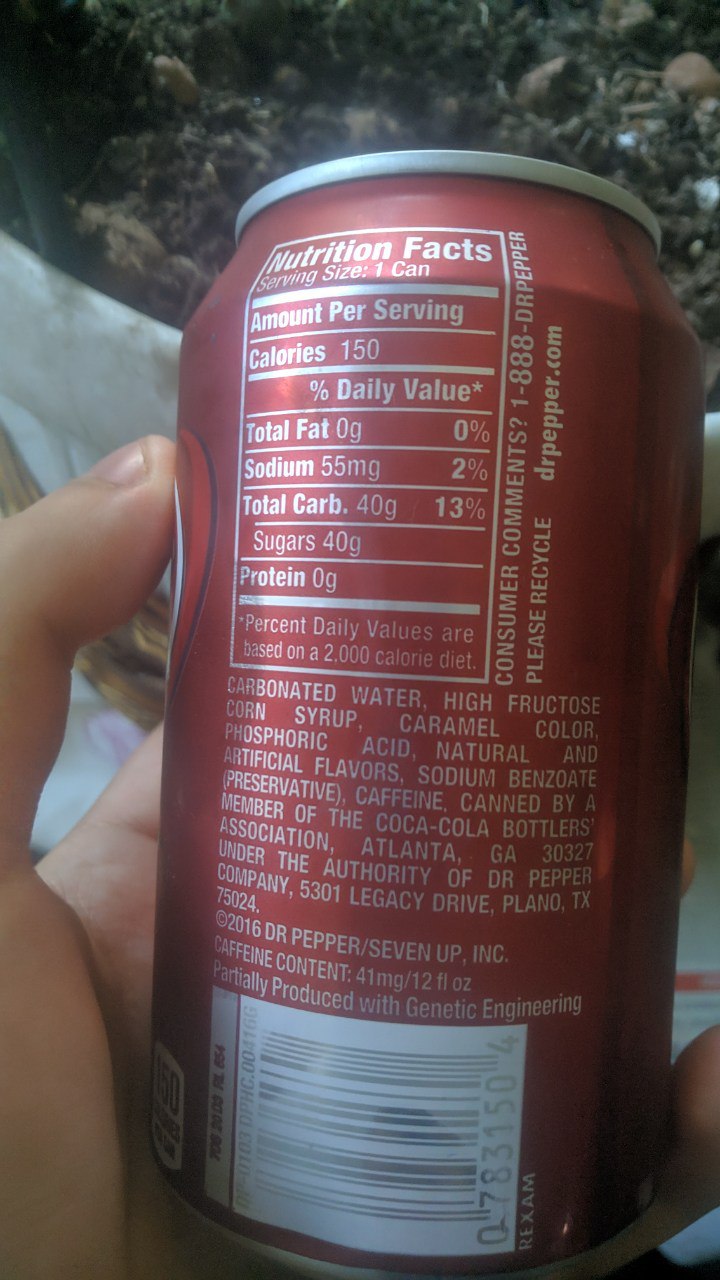 Nutrition Facts
Serving Size: 1 Can
Amount Per Serving
Calories 150
% Daily Value*
Total Fat 0g 0%
Sodium 55mg 2%
Total Carb. 40g 13%
Sugars 40g
Protein 0g
*Percent Daily Values are
based on a 2,000 calorie diet.
CONSUMER COMMENTS? 1-888-DRPEPPER
PLEASE RECYCLE drpepper.com
CARBONATED WATER, HIGH FRUCTOSE
CORN SYRUP, CARAMEL COLOR,
PHOSPHORIC ACID, NATURAL AND
ARTIFICIAL FLAVORS, SODIUM BENZOATE
(PRESERVATIVE), CAFFEINE. CANNED BY A
MEMBER OF THE COCA-COLA BOTTLERS'
ASSOCIATION, ATLANTA, GA 30327
UNDER THE AUTHORITY OF DR PEPPER
COMPANY, 5301 LEGACY DRIVE, PLANO, TX
75024.
©2016 DR PEPPER/SEVEN UP, INC.
CAFFEINE CONTENT: 41mg/12 fl oz
Partially Produced with Genetic Engineering
0 783150 4
REXAM
150